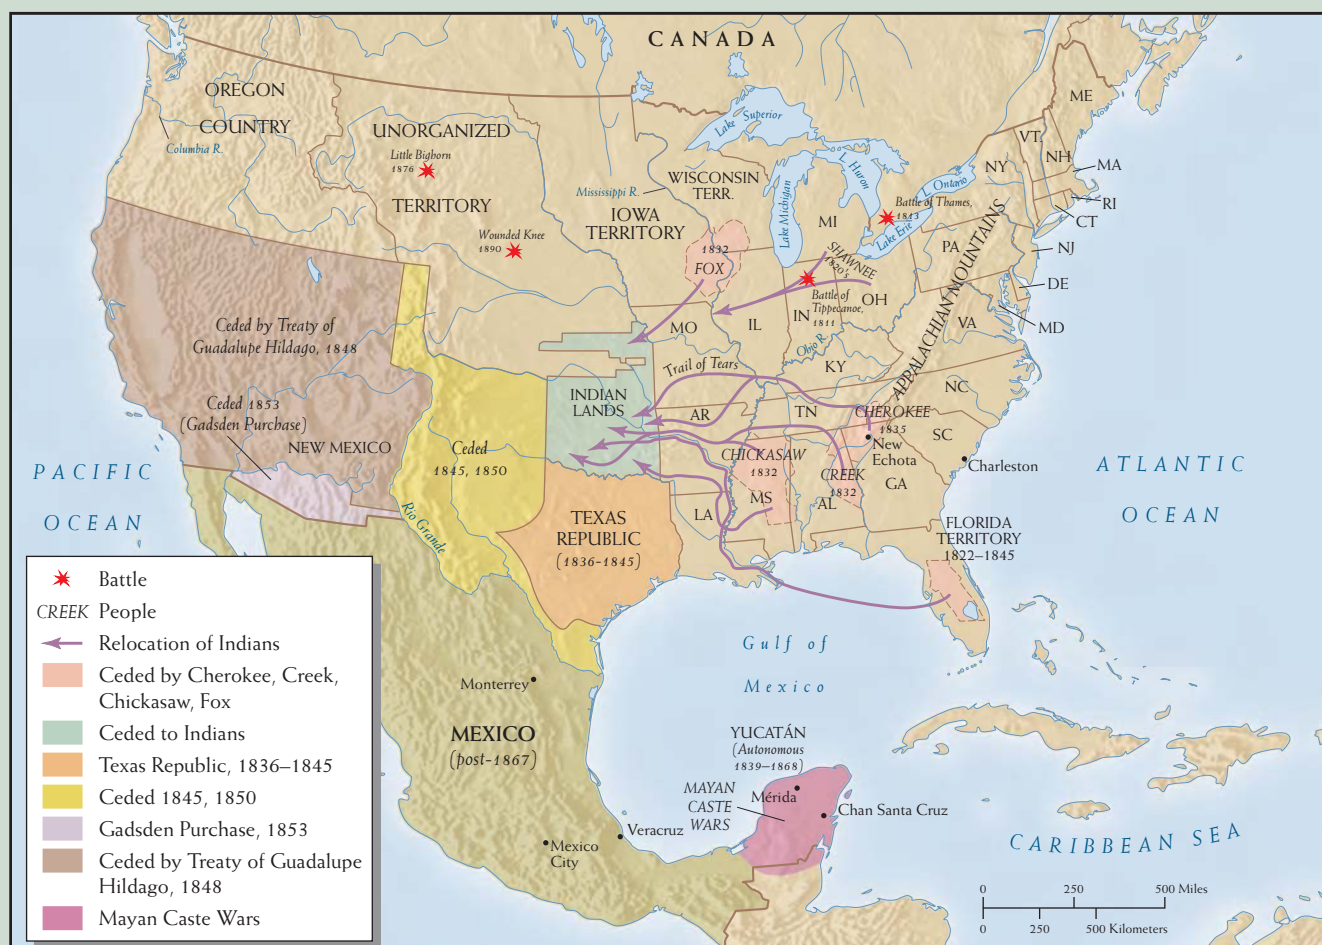 CANADA
OREGON
COUNTRY
Columbia R.
UNORGANIZED
Little Bighorn
1876
TERRITORY
Wounded Knee
1890
Mississippi R.
IOWA
TERRITORY
WISCONSIN
TERR.
Lake Superior
Lake Michigan
L. Huron
L. Ontario
Lake Erie
MI
Battle of Thames,
1813
ME
VT.
NH
MA
NY
RI
CT
NJ
PA
DE
MD
VA
APPALACHIAN MOUNTAINS
1832
FOX
SHAWNEE
1820's
Battle of
Tippecanoe,
1811
OH
IN
IL
MO
Ohio R.
KY
Trail of Tears
NC
TN
AR
SC
CHEROKEE
1835
New
Echota
Charleston
CHICKASAW
1832
CREEK
1832
MS
AL
GA
LA
FLORIDA
TERRITORY
1822–1845
Ceded by Treaty of
Guadalupe Hildago, 1848
Ceded 1853
(Gadsden Purchase)
NEW MEXICO
Ceded
1845, 1850
INDIAN
LANDS
TEXAS
REPUBLIC
(1836-1845)
Rio Grande
PACIFIC
OCEAN
ATLANTIC
OCEAN
Gulf of
Mexico
Monterrey
MEXICO
(post-1867)
Mexico
City
Veracruz
YUCATÁN
(Autonomous
1839–1868)
MAYAN
CASTE
WARS
Mérida
Chan Santa Cruz
CARIBBEAN SEA
0 250 500 Miles
0 250 500 Kilometers
Battle
CREEK People
Relocation of Indians
Ceded by Cherokee, Creek,
Chickasaw, Fox
Ceded to Indians
Texas Republic, 1836–1845
Ceded 1845, 1850
Gadsden Purchase, 1853
Ceded by Treaty of Guadalupe
Hildago, 1848
Mayan Caste Wars